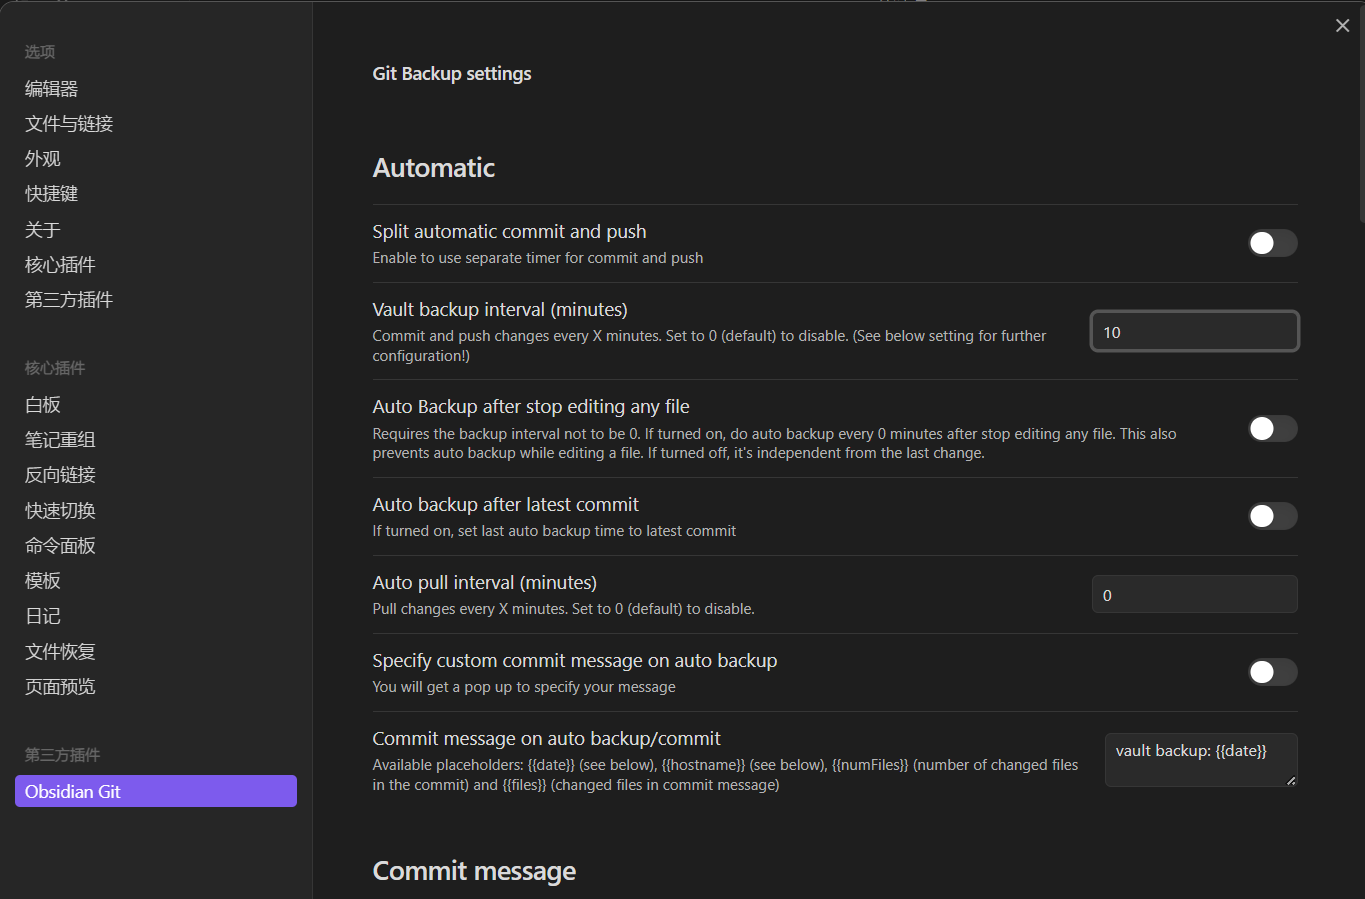 选项
编辑器
文件与链接
外观
快捷键
关于
核心插件
第三方插件
核心插件
白板
笔记重组
反向链接
快速切换
命令面板
模板
日记
文件恢复
页面预览
第三方插件
Obsidian Git
Git Backup settings
Automatic
Split automatic commit and push
Enable to use separate timer for commit and push
Vault backup interval (minutes)
Commit and push changes every X minutes. Set to 0 (default) to disable. (See below setting for further
configuration!)
10
Auto Backup after stop editing any file
Requires the backup interval not to be 0. If turned on, do auto backup every 0 minutes after stop editing any file. This also
prevents auto backup while editing a file. If turned off, it's independent from the last change.
Auto backup after latest commit
If turned on, set last auto backup time to latest commit
Auto pull interval (minutes)
Pull changes every X minutes. Set to 0 (default) to disable.
0
Specify custom commit message on auto backup
You will get a pop up to specify your message
Commit message on auto backup/commit
Available placeholders: {{date}} (see below), {{hostname}} (see below), {{numFiles}} (number of changed files
in the commit) and {{files}} (changed files in commit message)
vault backup: {{date}}
Commit message